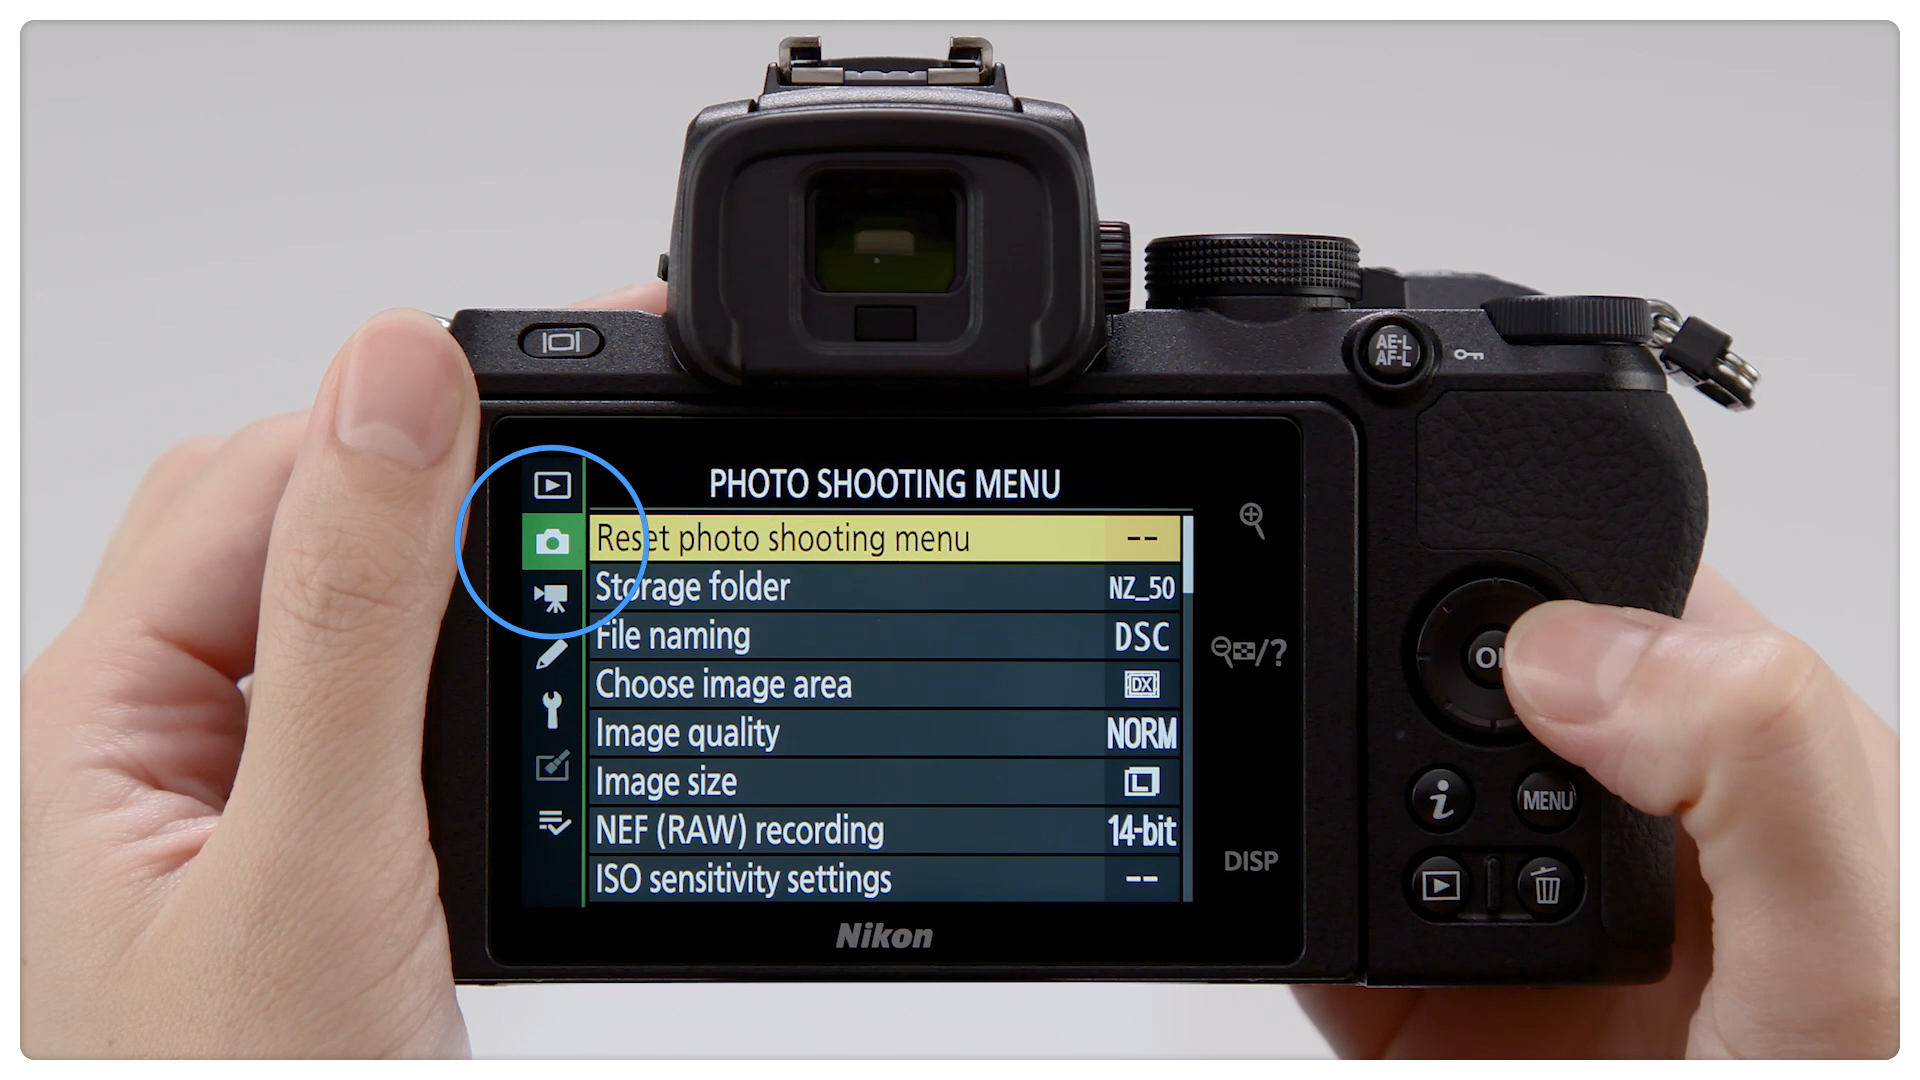 AE-L
AF-L
PHOTO SHOOTING MENU
Reset photo shooting menu --
Storage folder NZ_50
File naming DSC
Choose image area DX
Image quality NORM
Image size L
NEF (RAW) recording 14-bit
ISO sensitivity settings --
/?
DISP
i
MENU
Nikon